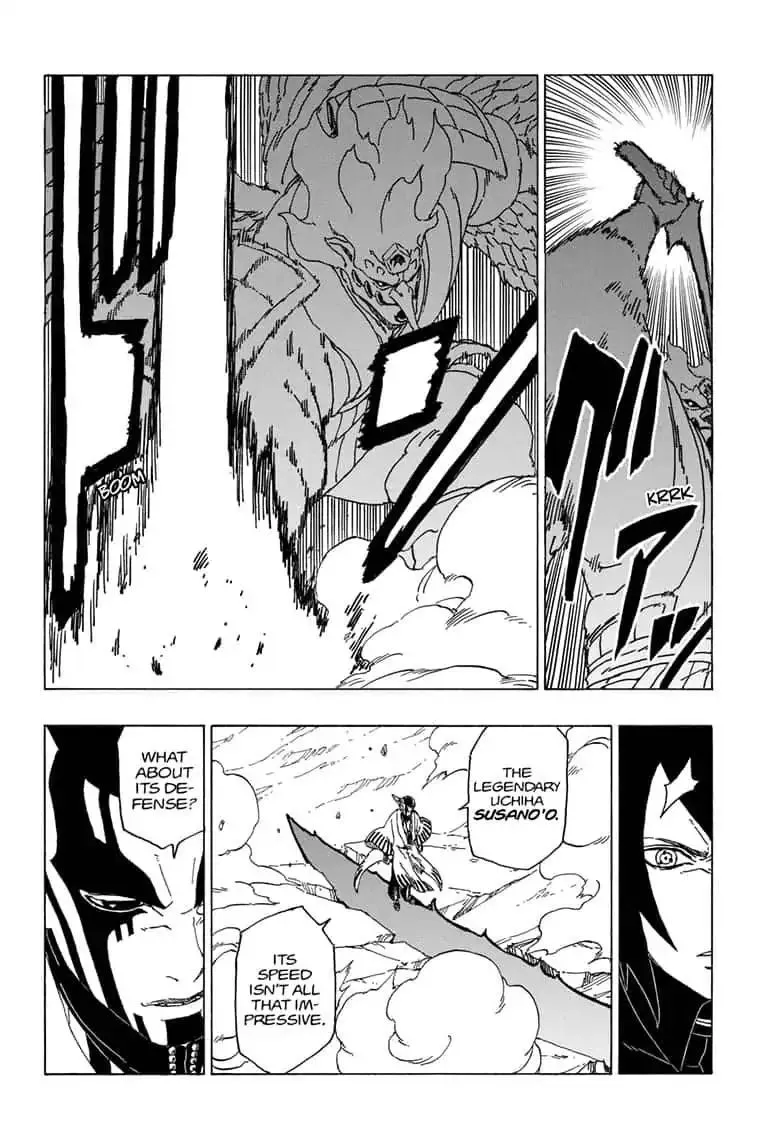 グアッ
KRRK
BOOM
THE
LEGENDARY
UCHIHA
SUSANO'O.
ITS
SPEED
ISN'T ALL
THAT IM-
PRESSIVE.
WHAT
ABOUT
ITS DE-
FENSE?